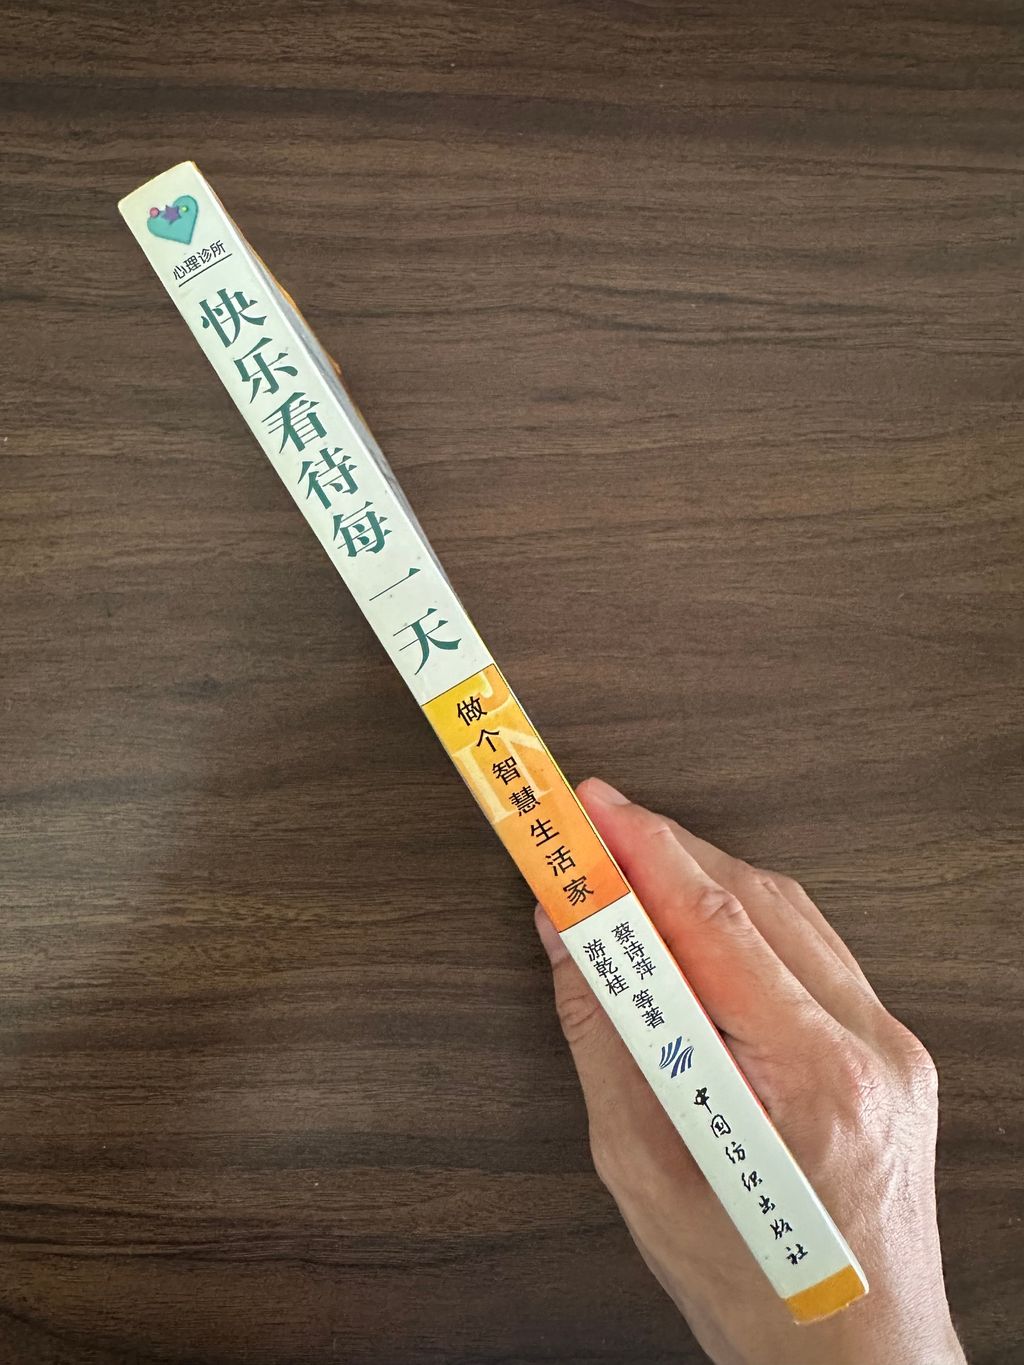 心理诊所
快乐看待每一天
做个智慧生活家
蔡诗萍
游乾桂
等著
中国纺织出版社